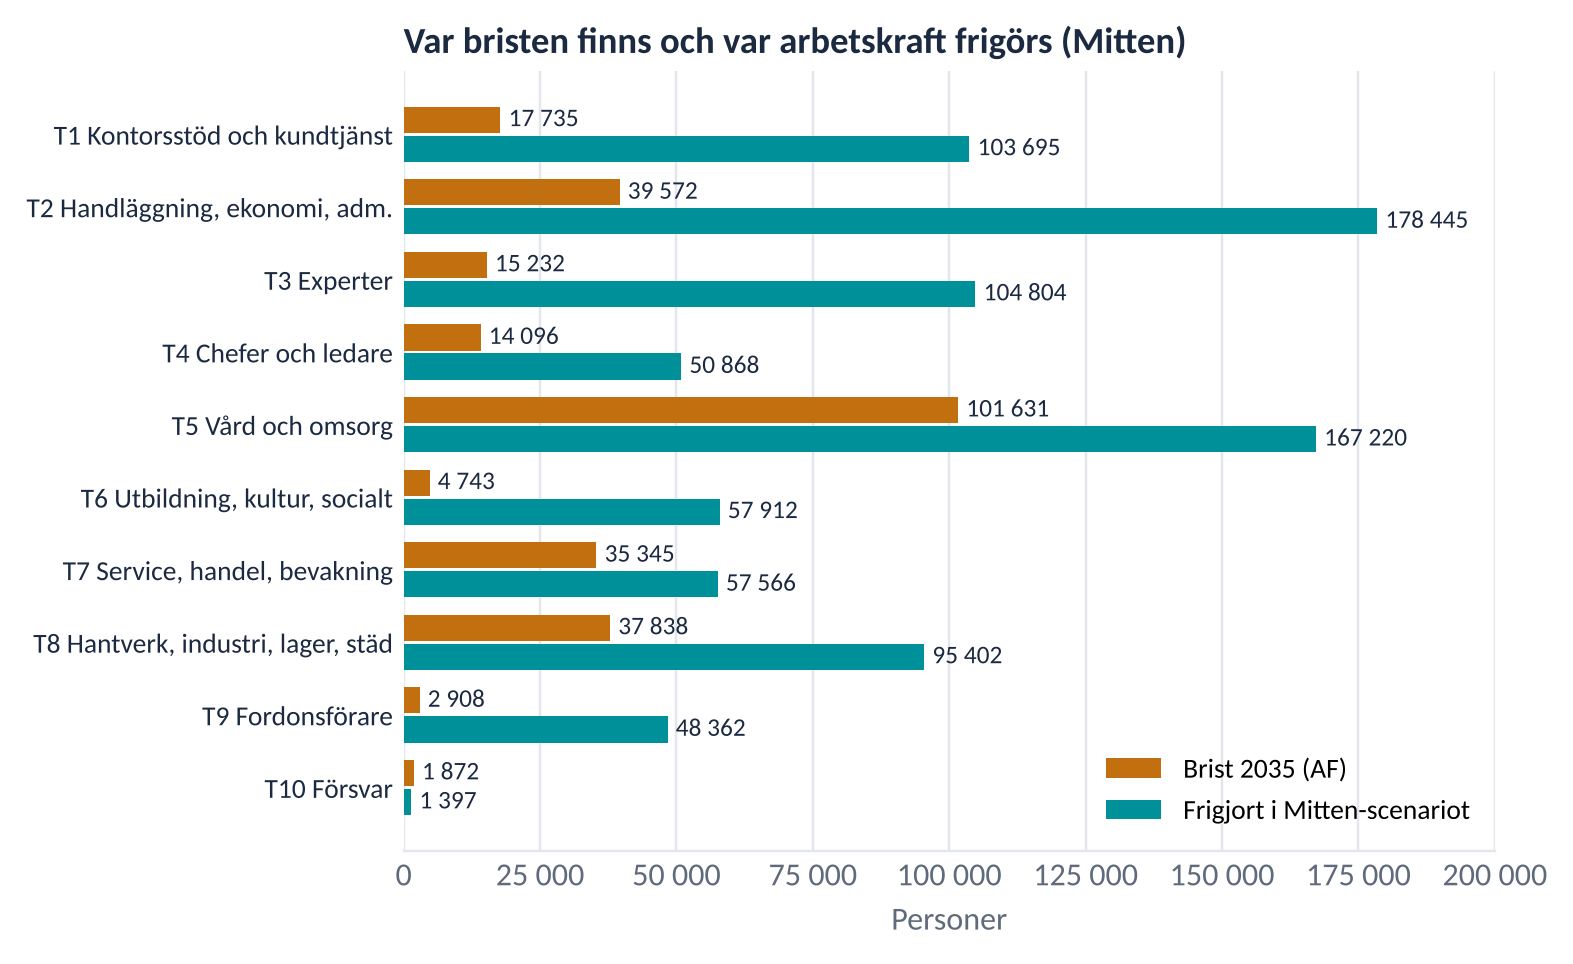 Var bristen finns och var arbetskraft frigörs (Mitten)
T1 Kontorsstöd och kundtjänst
17 735
103 695
T2 Handläggning, ekonomi, adm.
39 572
178 445
T3 Experter
15 232
104 804
T4 Chefer och ledare
14 096
50 868
T5 Vård och omsorg
101 631
167 220
T6 Utbildning, kultur, socialt
4 743
57 912
T7 Service, handel, bevakning
35 345
57 566
T8 Hantverk, industri, lager, städ
37 838
95 402
T9 Fordonsförare
2 908
48 362
T10 Försvar
1 872
1 397
Brist 2035 (AF)
Frigjort i Mitten-scenariot
0 25 000 50 000 75 000 100 000 125 000 150 000 175 000 200 000
Personer